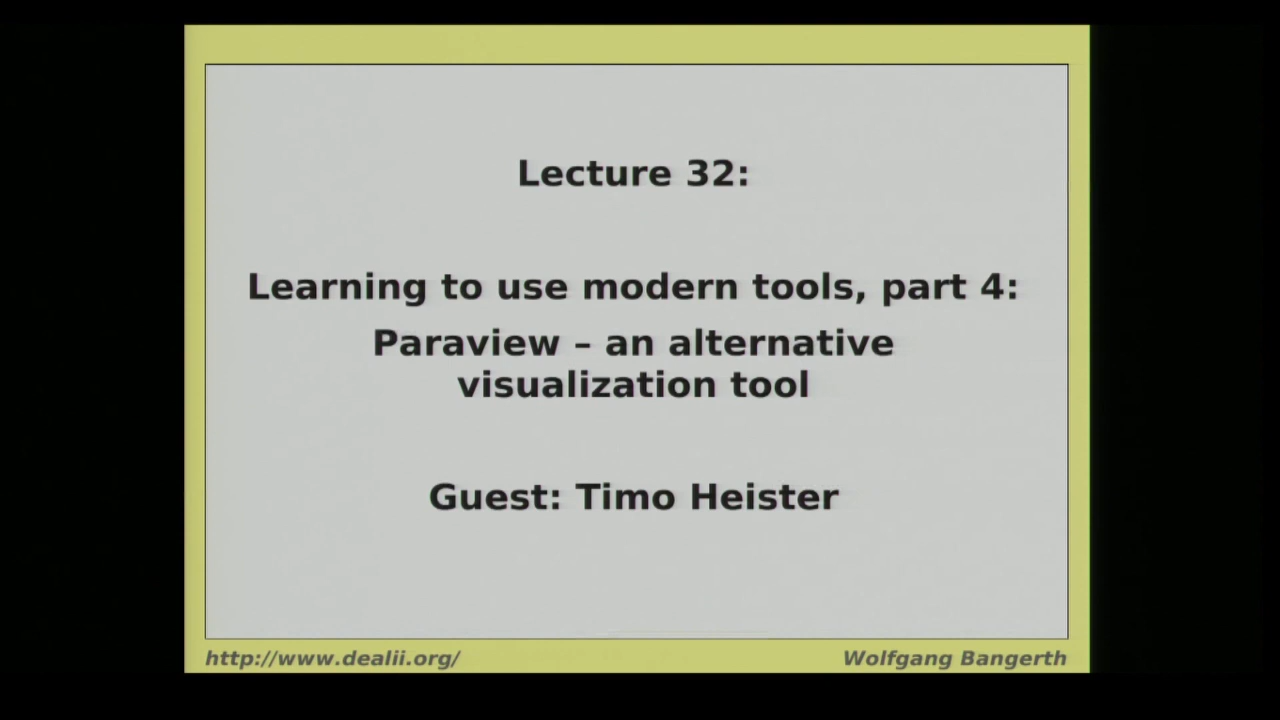 Lecture 32:
Learning to use modern tools, part 4:
Paraview – an alternative
visualization tool
Guest: Timo Heister
http://www.dealii.org/
Wolfgang Bangerth